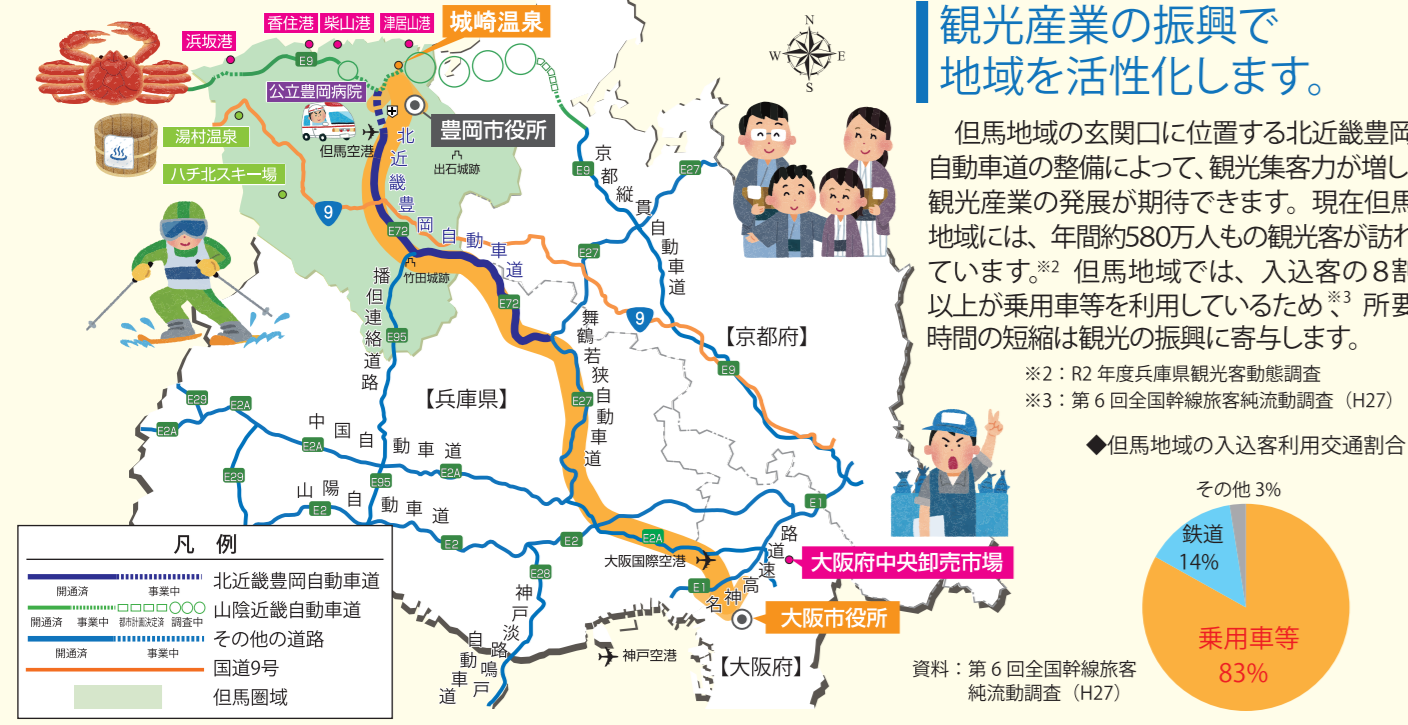 観光産業の振興で
地域を活性化します。
但馬地域の玄関口に位置する北近畿豊岡
自動車道の整備によって、観光集客力が増し
観光産業の発展が期待できます。現在但馬
地域には、年間約580万人もの観光客が訪れ
ています。※2 但馬地域では、入込客の8割
以上が乗用車等を利用しているため※3、所要
時間の短縮は観光の振興に寄与します。
※2：R2 年度兵庫県観光客動態調査
※3：第６回全国幹線旅客純流動調査（H27）
◆但馬地域の入込客利用交通割合
その他 3%
鉄道
14%
乗用車等
83%
資料：第６回全国幹線旅客
純流動調査（H27）
浜坂港
香住港
柴山港
津居山港
城崎温泉
E9
公立豊岡病院
豊岡市役所
湯村温泉
ハチ北スキー場
但馬空港
出石城跡
竹田城跡
北近畿豊岡自動車道
9
E72
E72
播但連絡道路
E95
E95
京都縦貫自動車道
E9
E27
E27
9
E9
【京都府】
【兵庫県】
舞鶴若狭自動車道
E27
E29
E2A
E2A
E29
中国自動車道
E2A
E2A
山陽自動車道
E2
E2
E2
E2A
E28
神戸淡路鳴門自動車道
大阪国際空港
神戸空港
E1
E1
名神高速道路
大阪府中央卸売市場
大阪市役所
【大阪府】
N
W
E
S
凡 例
開通済
事業中
北近畿豊岡自動車道
開通済
事業中
都市計画決定済
調査中
山陰近畿自動車道
開通済
事業中
その他の道路
国道9号
但馬圏域